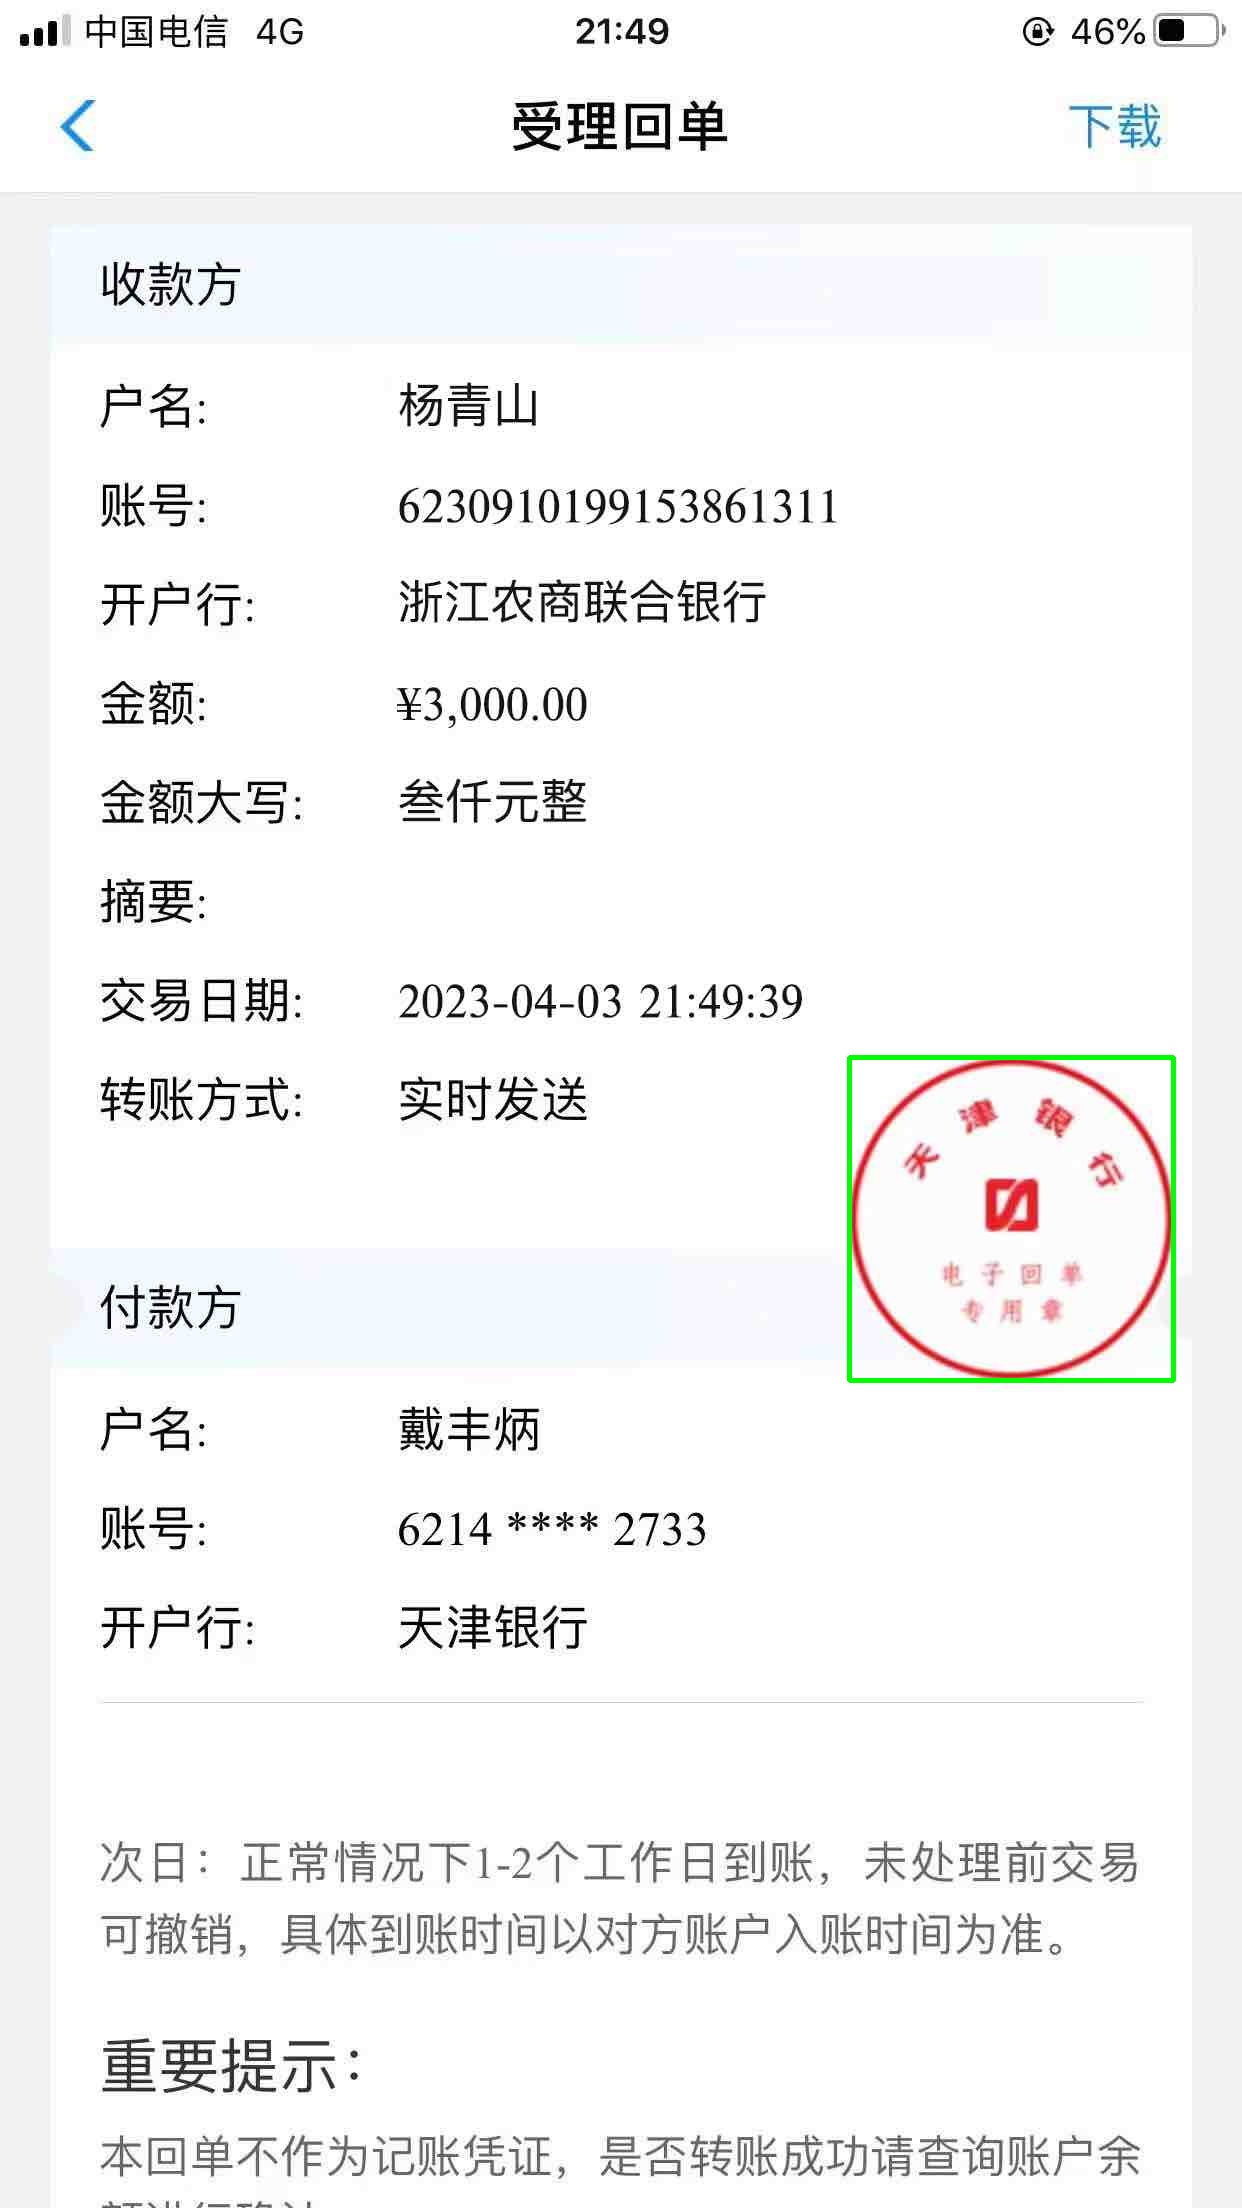 中国电信 4G 21:49 46%
受理回单 下载
收款方
户名: 杨青山
账号: 6230910199153861311
开户行: 浙江农商联合银行
金额: ¥3,000.00
金额大写: 叁仟元整
摘要:
交易日期: 2023-04-03 21:49:39
转账方式: 实时发送
天津银行
电子回单
专用章
付款方
户名: 戴丰炳
账号: 6214 **** 2733
开户行: 天津银行
次日：正常情况下1-2个工作日到账，未处理前交易
可撤销，具体到账时间以对方账户入账时间为准。
重要提示：
本回单不作为记账凭证，是否转账成功请查询账户余